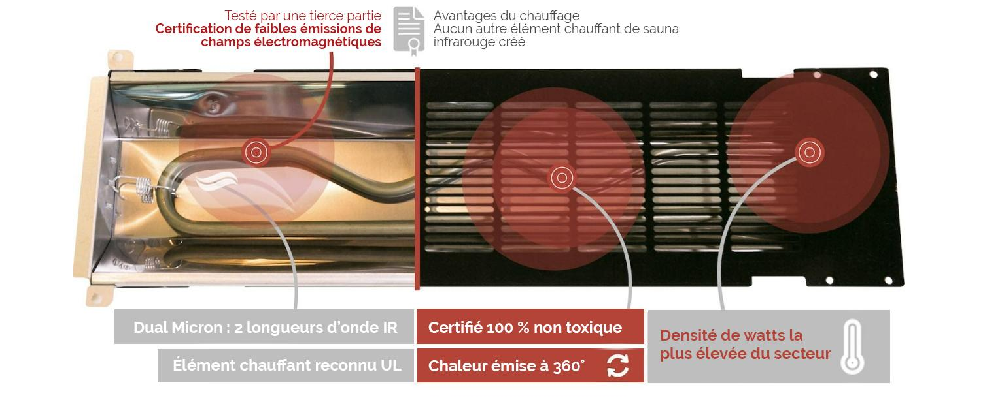 Testé par une tierce partie
Certification de faibles émissions de
champs électromagnétiques
Avantages du chauffage
Aucun autre élément chauffant de sauna
infrarouge créé
Dual Micron : 2 longueurs d’onde IR
Élément chauffant reconnu UL
Certifié 100 % non toxique
Chaleur émise à 360°
Densité de watts la
plus élevée du secteur